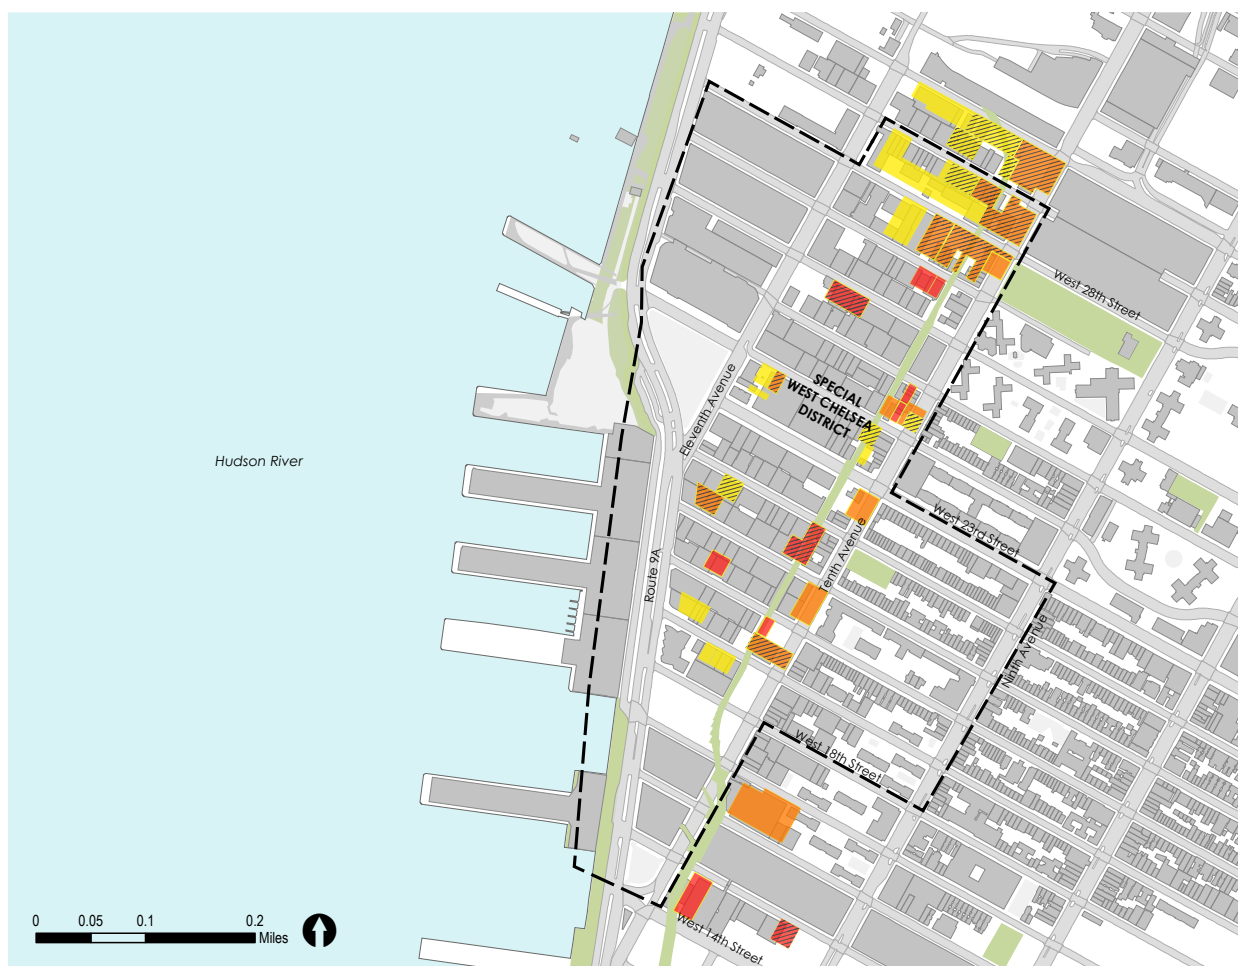 West 28th Street
Eleventh Avenue
SPECIAL
WEST CHELSEA
DISTRICT
Hudson River
West 23rd Street
Tenth Avenue
Route 9A
Ninth Avenue
West 18th Street
West 14th Street
0 0.05 0.1 0.2
Miles